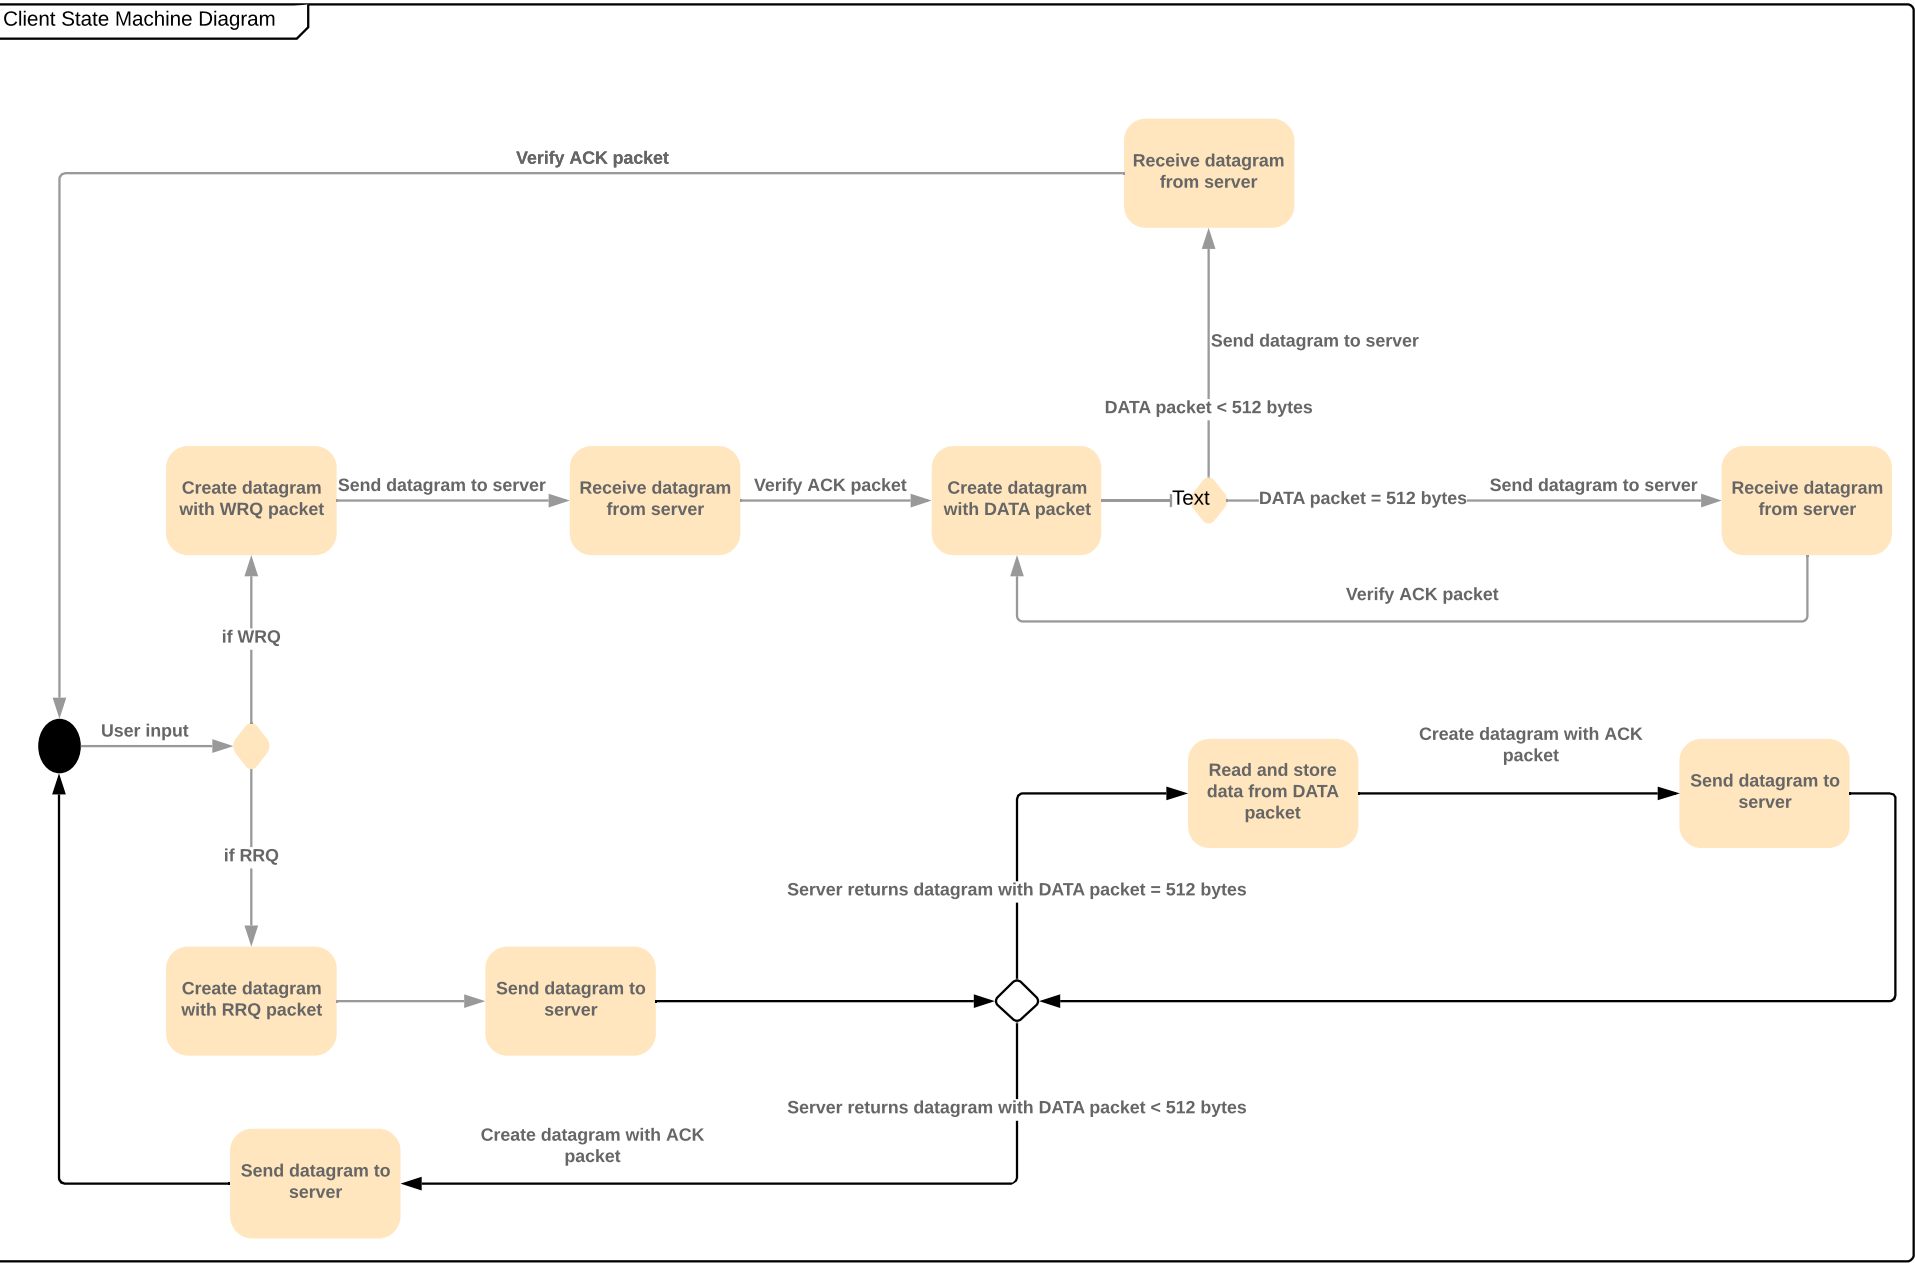 Client State Machine Diagram
Verify ACK packet
Receive datagram
from server
Send datagram to server
DATA packet < 512 bytes
Create datagram
with WRQ packet
Send datagram to server
Receive datagram
from server
Verify ACK packet
Create datagram
with DATA packet
Text
DATA packet = 512 bytes
Send datagram to server
Receive datagram
from server
Verify ACK packet
if WRQ
User input
if RRQ
Read and store
data from DATA
packet
Create datagram with ACK
packet
Send datagram to
server
Server returns datagram with DATA packet = 512 bytes
Create datagram
with RRQ packet
Send datagram to
server
Server returns datagram with DATA packet < 512 bytes
Create datagram with ACK
packet
Send datagram to
server